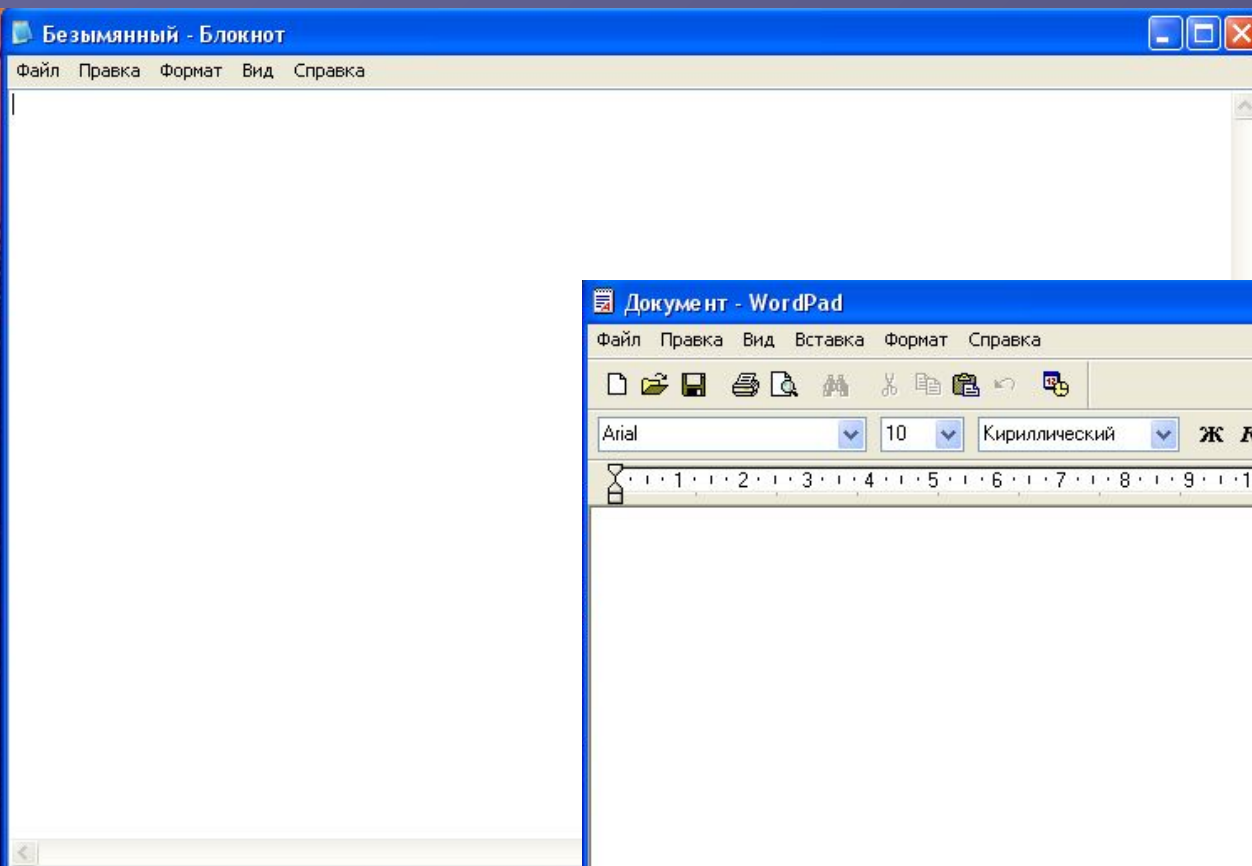 Безымянный - Блокнот
Файл Правка Формат Вид Справка
Документ - WordPad
Файл Правка Вид Вставка Формат Справка
Arial 10 Кириллический Ж К
1 2 3 4 5 6 7 8 9 1